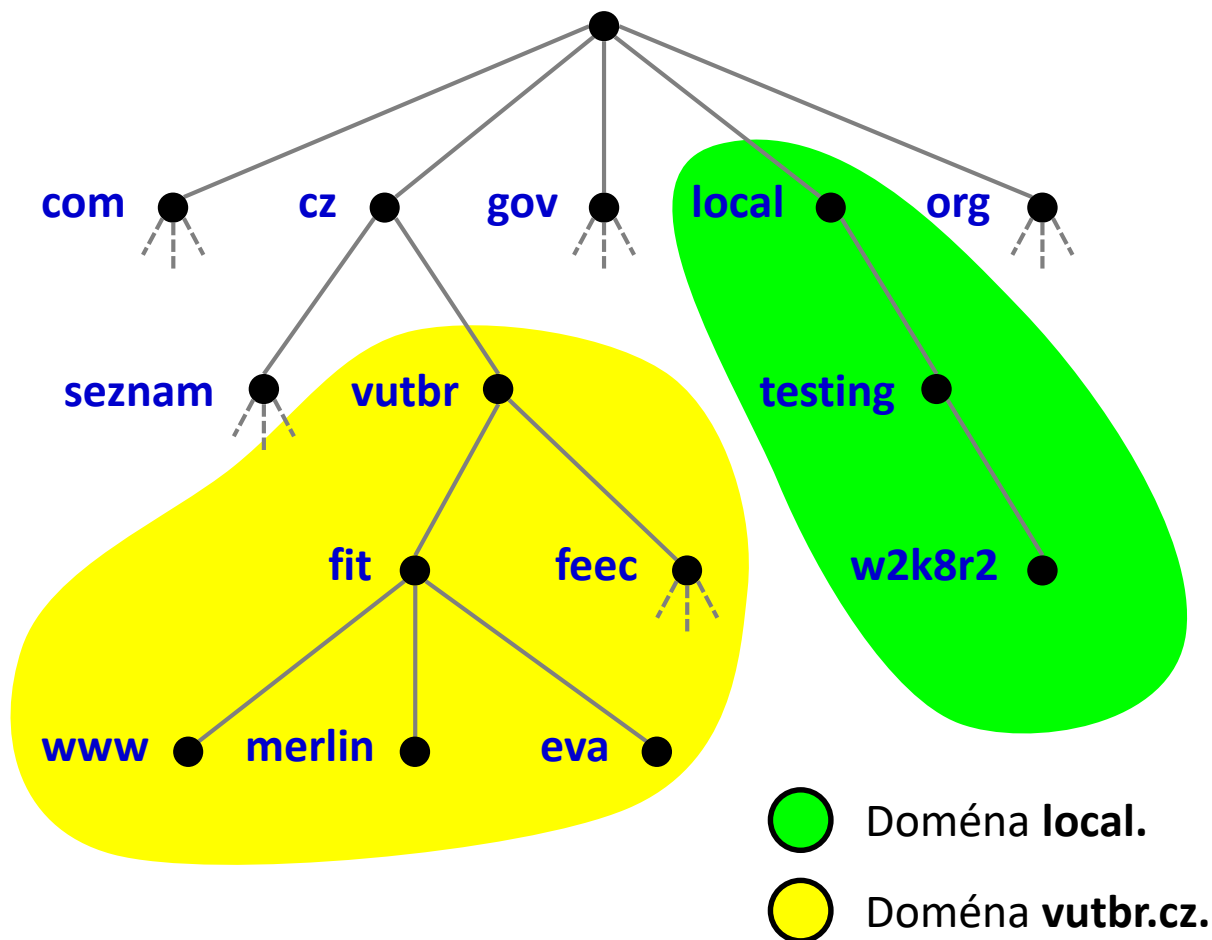 com cz gov local org
seznam vutbr testing
fit feec w2k8r2
www merlin eva
Doména local.
Doména vutbr.cz.